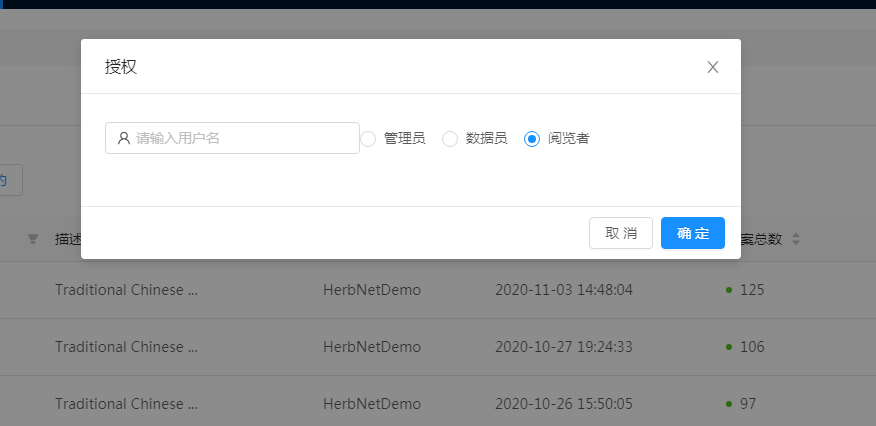 授权
请输入用户名 管理员 数据员 阅览者
取 消 确 定
描述 案总数
Traditional Chinese ... HerbNetDemo 2020-11-03 14:48:04 125
Traditional Chinese ... HerbNetDemo 2020-10-27 19:24:33 106
Traditional Chinese ... HerbNetDemo 2020-10-26 15:50:05 97